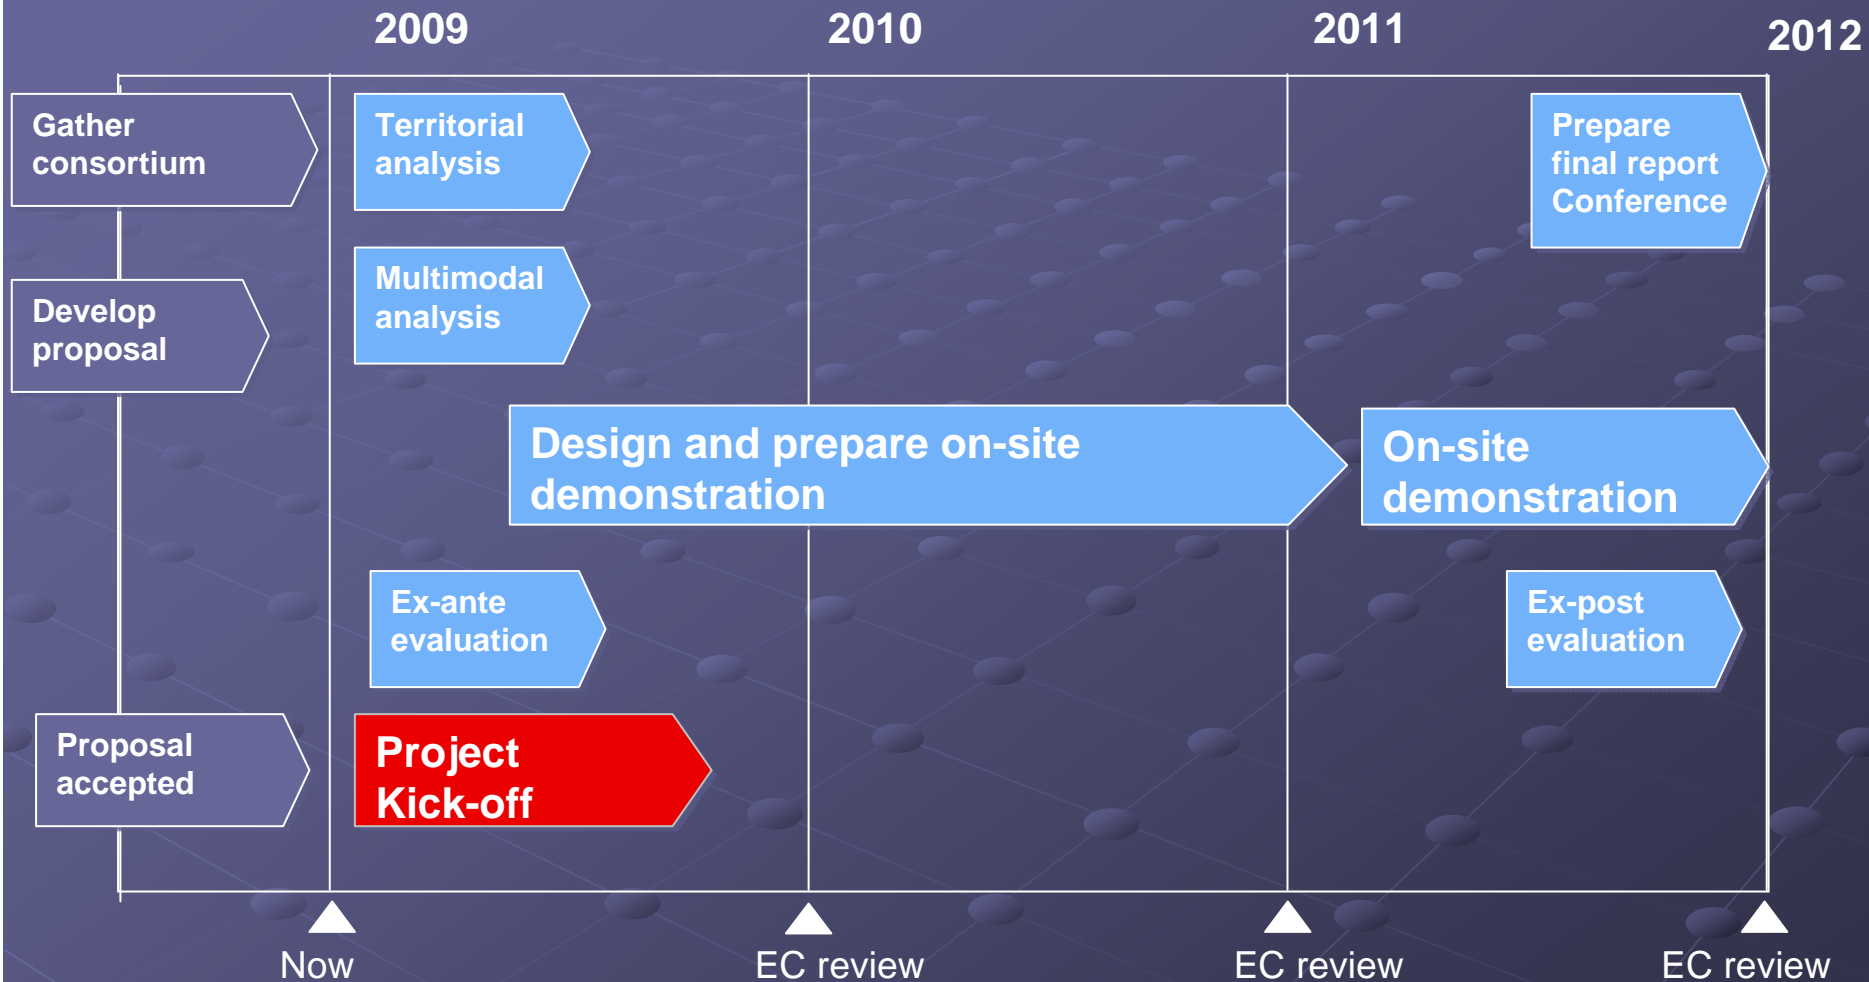 2009
2010
2011
2012
Gather
consortium
Territorial
analysis
Prepare
final report
Conference
Develop
proposal
Multimodal
analysis
Design and prepare on-site
demonstration
On-site
demonstration
Ex-ante
evaluation
Ex-post
evaluation
Proposal
accepted
Project
Kick-off
Now
EC review
EC review
EC review